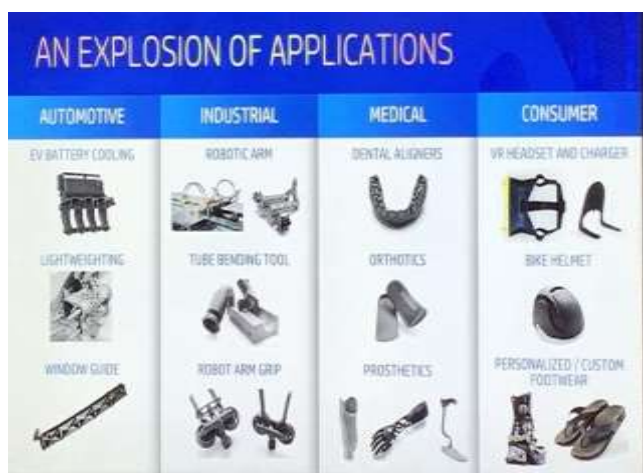 AN EXPLOSION OF APPLICATIONS
AUTOMOTIVE
EV BATTERY COOLING
LIGHTWEIGHTING
WINDOW GUIDE
INDUSTRIAL
ROBOTIC ARM
TUBE BENDING TOOL
ROBOT ARM GRIP
MEDICAL
DENTAL ALIGNERS
ORTHOTICS
PROSTHETICS
CONSUMER
VR HEADSET AND CHARGER
BIKE HELMET
PERSONALIZED / CUSTOM
FOOTWEAR